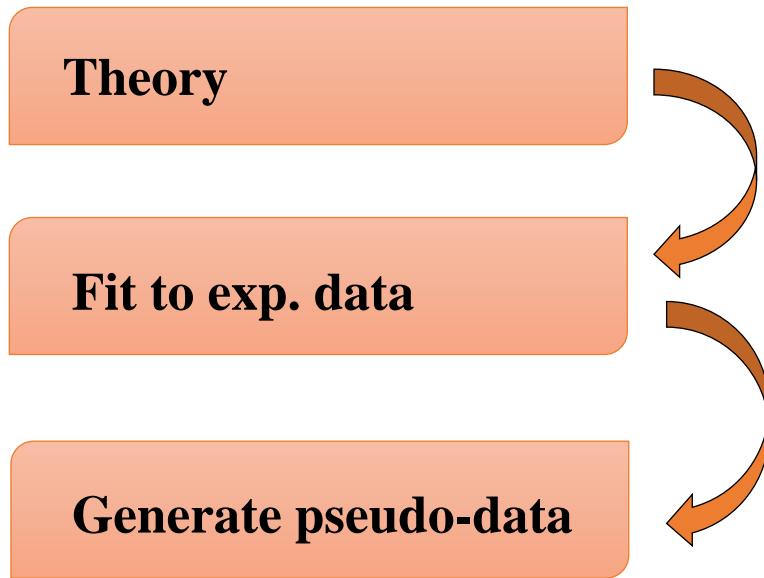 Theory
Fit to exp. data
Generate pseudo-data